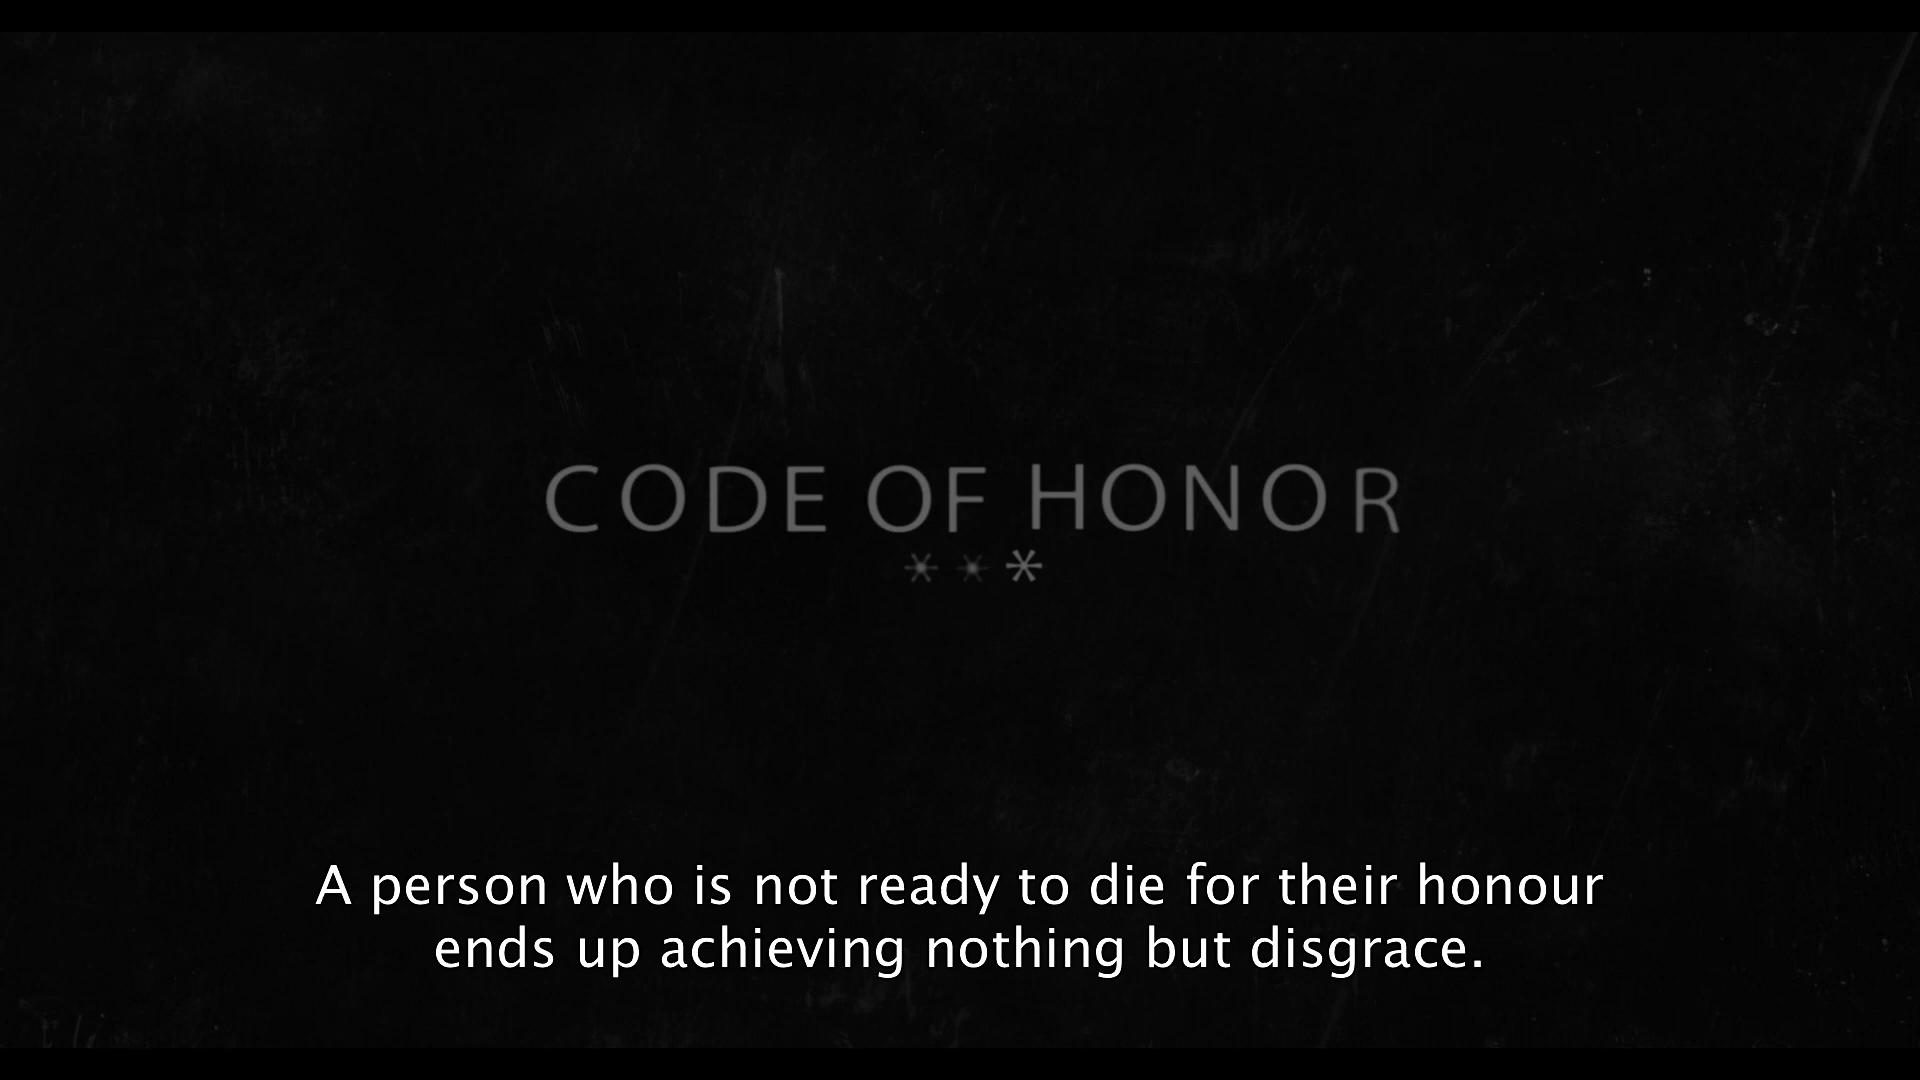 CODE OF HONOR
***
A person who is not ready to die for their honour
ends up achieving nothing but disgrace.